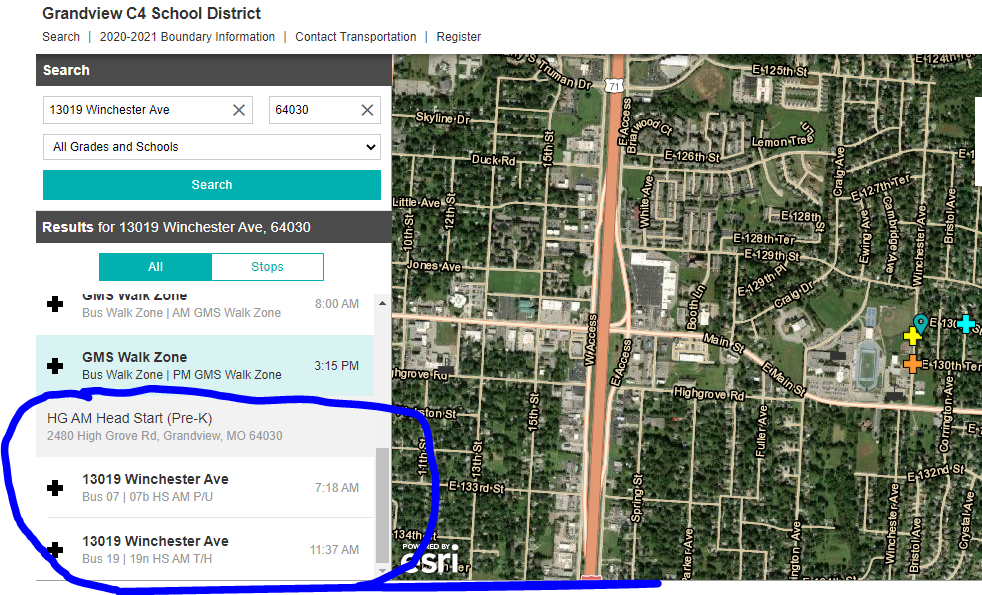 Grandview C4 School District
Search | 2020-2021 Boundary Information | Contact Transportation | Register
Search
13019 Winchester Ave
64030
All Grades and Schools
Search
Results for 13019 Winchester Ave, 64030
All
Stops
GMS Walk Zone
Bus Walk Zone | AM GMS Walk Zone
8:00 AM
GMS Walk Zone
Bus Walk Zone | PM GMS Walk Zone
3:15 PM
HG AM Head Start (Pre-K)
2480 High Grove Rd, Grandview, MO 64030
13019 Winchester Ave
Bus 07 | 07b HS AM P/U
7:18 AM
13019 Winchester Ave
Bus 19 | 19n HS AM T/H
11:37 AM
S Truman Dr
71
E 125th St
E 124th St
Skyline Dr
15th St
E Access
Briarwood Ct
Lemon Tree Ln
E 126th St
Duck Rd
Craig Ave
E 127th Ter
Little Ave
12th St
10th St
White Ave
Ewing Ave
Cambridge Ave
Winchester Ave
Bristol Ave
E 128th St
E 128th Ter
E 129th St
Jones Ave
E 129th Pl
Craig Dr
Booth Ln
W Access
E Access
Main St
E Main St
E 130th Ter
Highgrove Rd
15th St
Fuller Ave
Corrington Ave
11th St
13th St
E 133rd St
Spring St
E 132nd St
134th St
Parker Ave
Winchester Ave
Bristol Ave
Crystal Ave
POWERED BY
esri